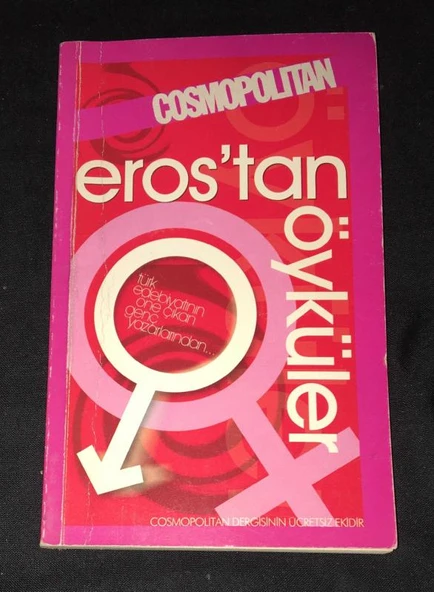 COSMOPOLITAN
eros'tan
öyküler
türk
edebiyatının
öne çıkan
genç
yazarlarından...
COSMOPOLITAN DERGİSİNİN ÜCRETSİZ EKİDİR